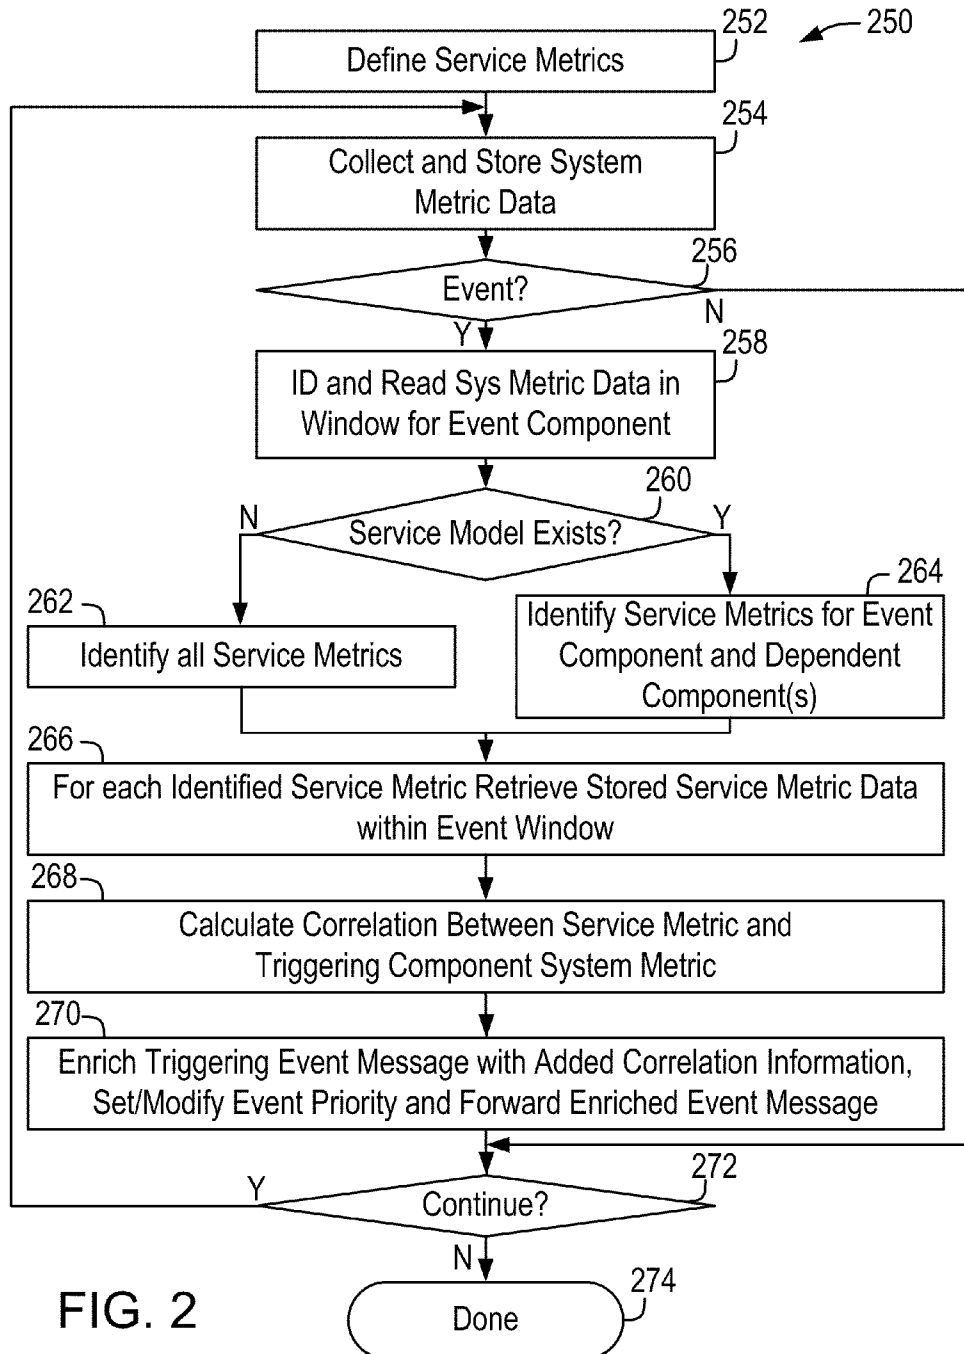 250
252
Define Service Metrics
254
Collect and Store System
Metric Data
256
Event?
N
Y
258
ID and Read Sys Metric Data in
Window for Event Component
260
N
Service Model Exists?
Y
262
Identify all Service Metrics
264
Identify Service Metrics for Event
Component and Dependent
Component(s)
266
For each Identified Service Metric Retrieve Stored Service Metric Data
within Event Window
268
Calculate Correlation Between Service Metric and
Triggering Component System Metric
270
Enrich Triggering Event Message with Added Correlation Information,
Set/Modify Event Priority and Forward Enriched Event Message
272
Y
Continue?
N
274
Done
FIG. 2